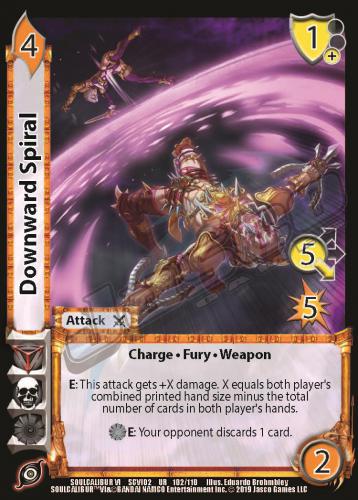 4
1
+
Downward Spiral
5
5
Attack
Charge • Fury • Weapon
E: This attack gets +X damage. X equals both player's
combined printed hand size minus the total
number of cards in both player's hands.
E: Your opponent discards 1 card.
2
SOULCALIBUR VI SCVI02 UR 102/110 Illus. Eduardo Brohmbley
SOULCALIBUR™VI&©BANDAI NAMCO Entertainment Inc. ©2019 Jasco Games LLC